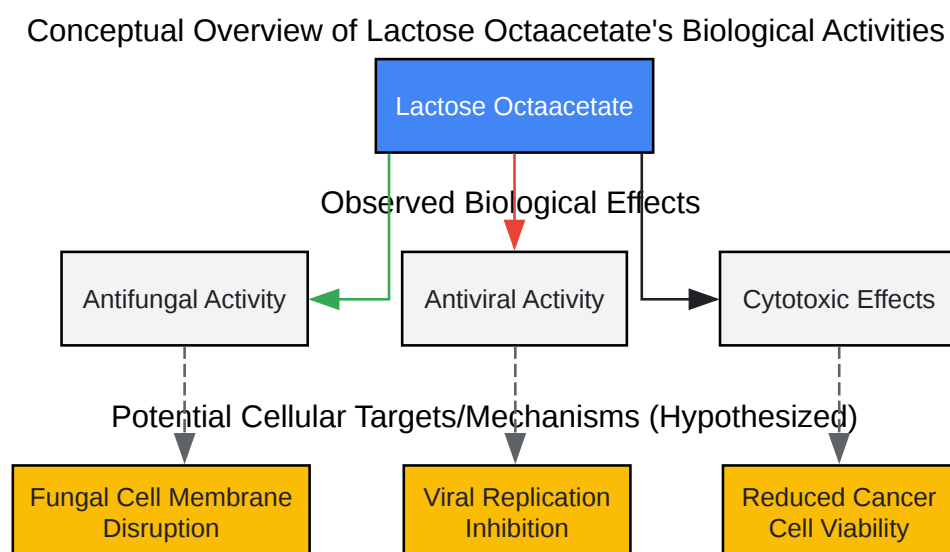 Conceptual Overview of Lactose Octaacetate's Biological Activities
Lactose Octaacetate
Observed Biological Effects
Antifungal Activity
Antiviral Activity
Cytotoxic Effects
Potential Cellular Targets/Mechanisms (Hypothesized)
Fungal Cell Membrane
Disruption
Viral Replication
Inhibition
Reduced Cancer
Cell Viability